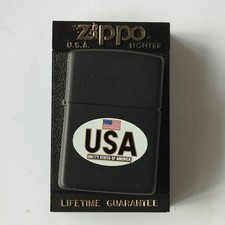 zippo
U.S.A. LIGHTER
USA
UNITED STATES OF AMERICA
LIFETIME GUARANTEE